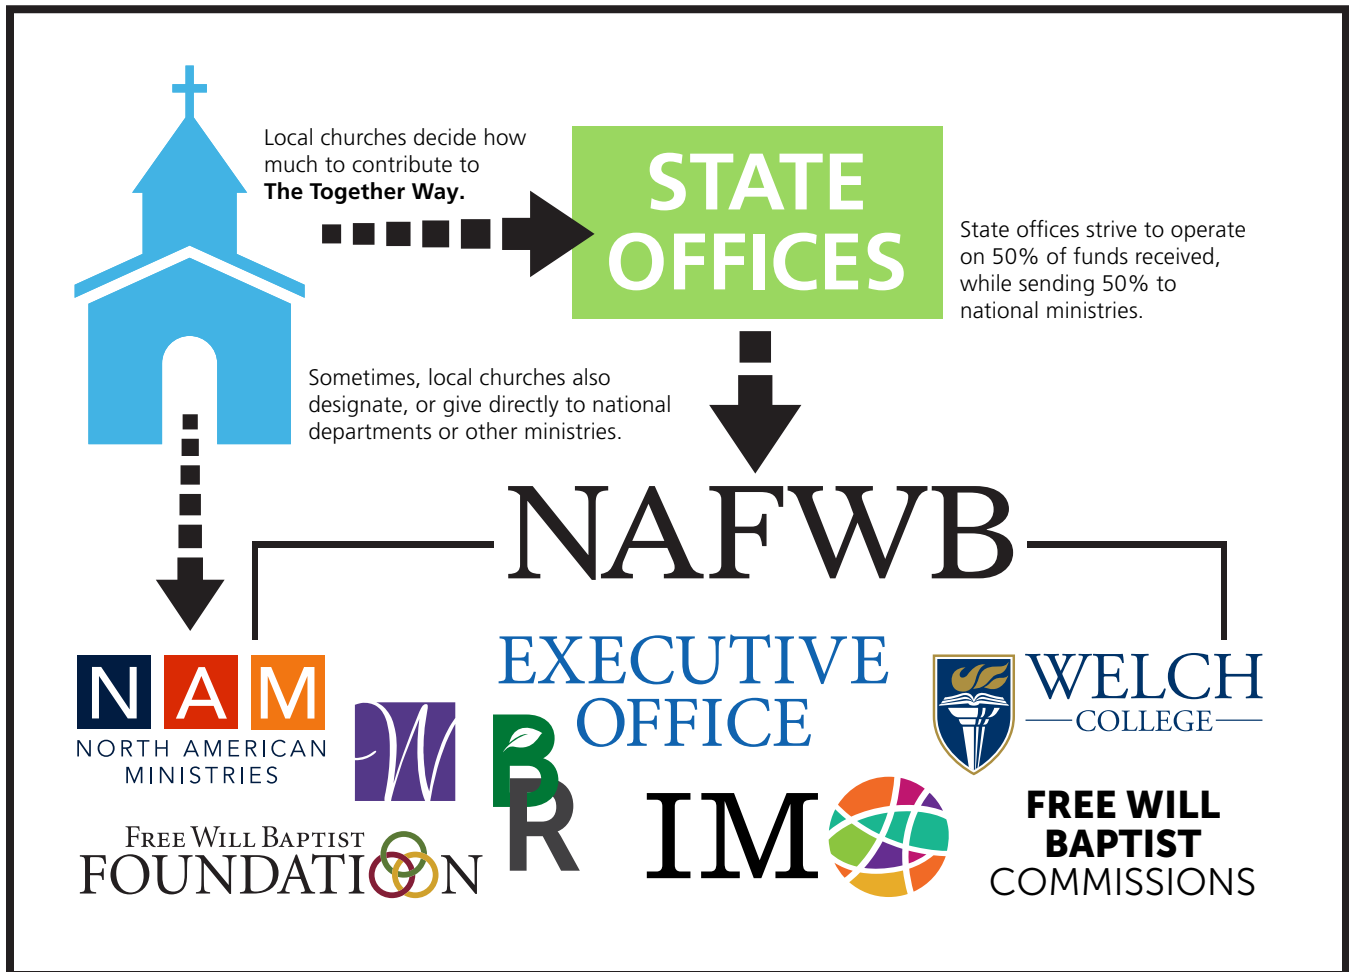 Local churches decide how
much to contribute to
The Together Way.
STATE
OFFICES
State offices strive to operate
on 50% of funds received,
while sending 50% to
national ministries.
Sometimes, local churches also
designate, or give directly to national
departments or other ministries.
NAFWB
NAM
NORTH AMERICAN
MINISTRIES
W
EXECUTIVE
OFFICE
BR
WELCH
COLLEGE
FREE WILL BAPTIST
FOUNDATION
IM
FREE WILL
BAPTIST
COMMISSIONS